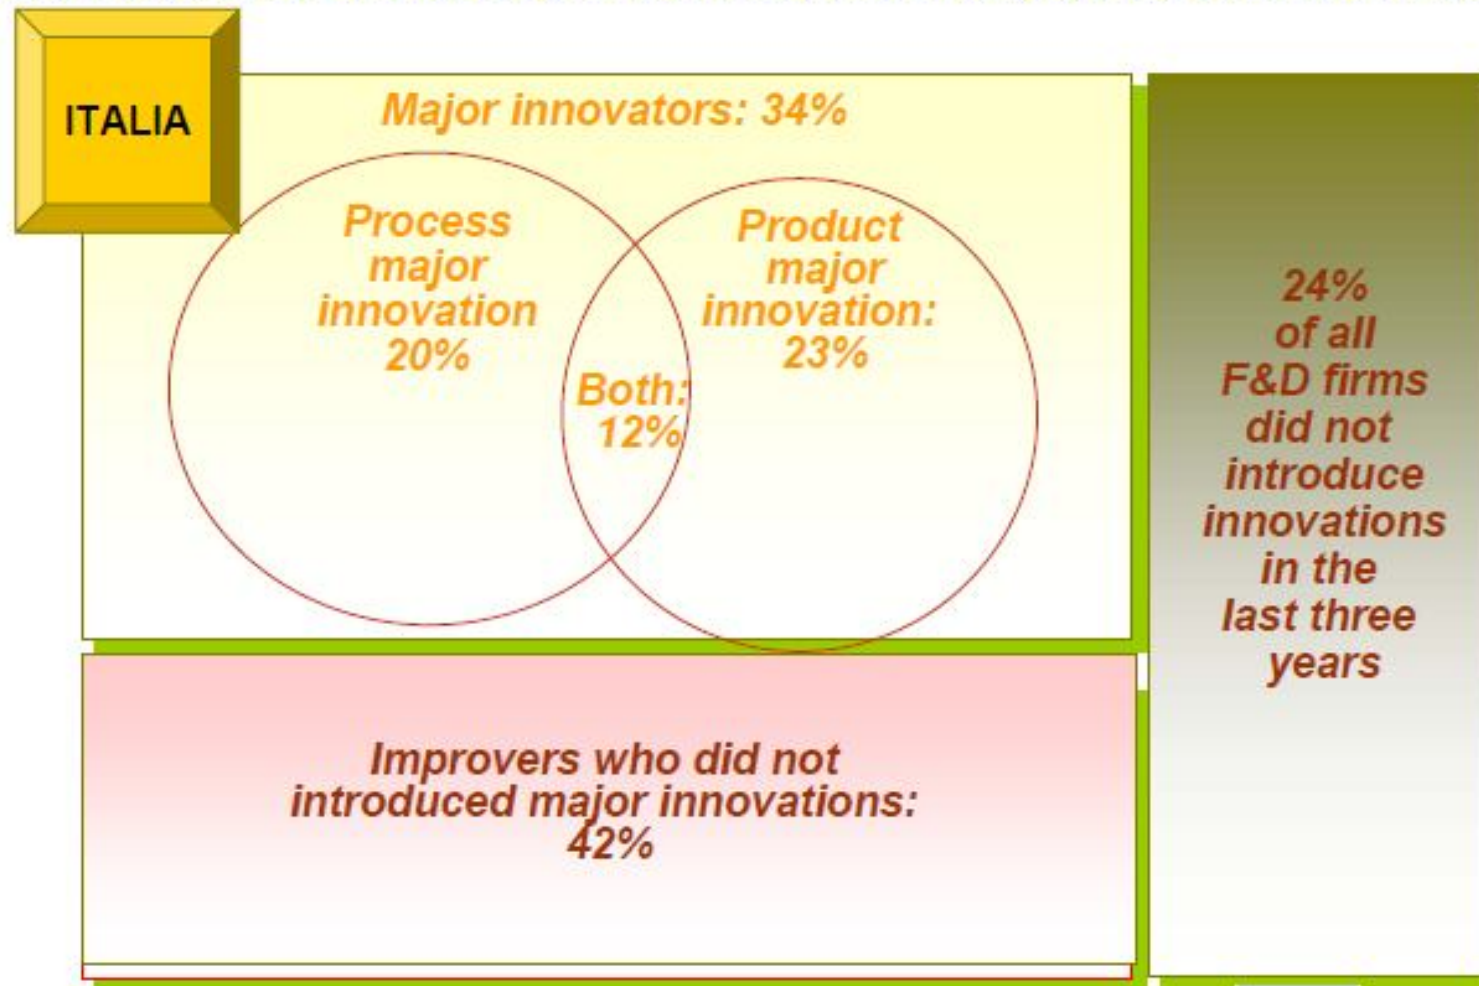 ITALIA
Major innovators: 34%
Process
major
innovation
20%
Product
major
innovation:
23%
Both:
12%
24%
of all
F&D firms
did not
introduce
innovations
in the
last three
years
Improvers who did not
introduced major innovations:
42%